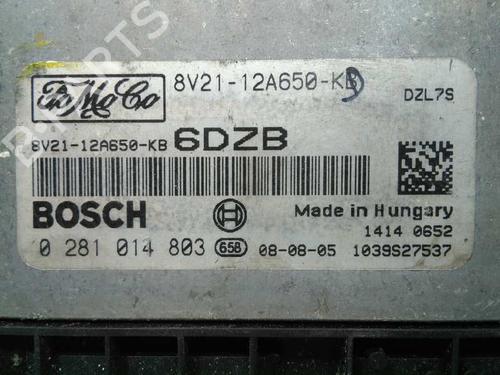 FoMoCo 8V21-12A650-KB
DZL7S
8V21-12A650-KB 6DZB
BOSCH
Made in Hungary
1414 0652
0 281 014 803 658 08-08-05 1039S27537